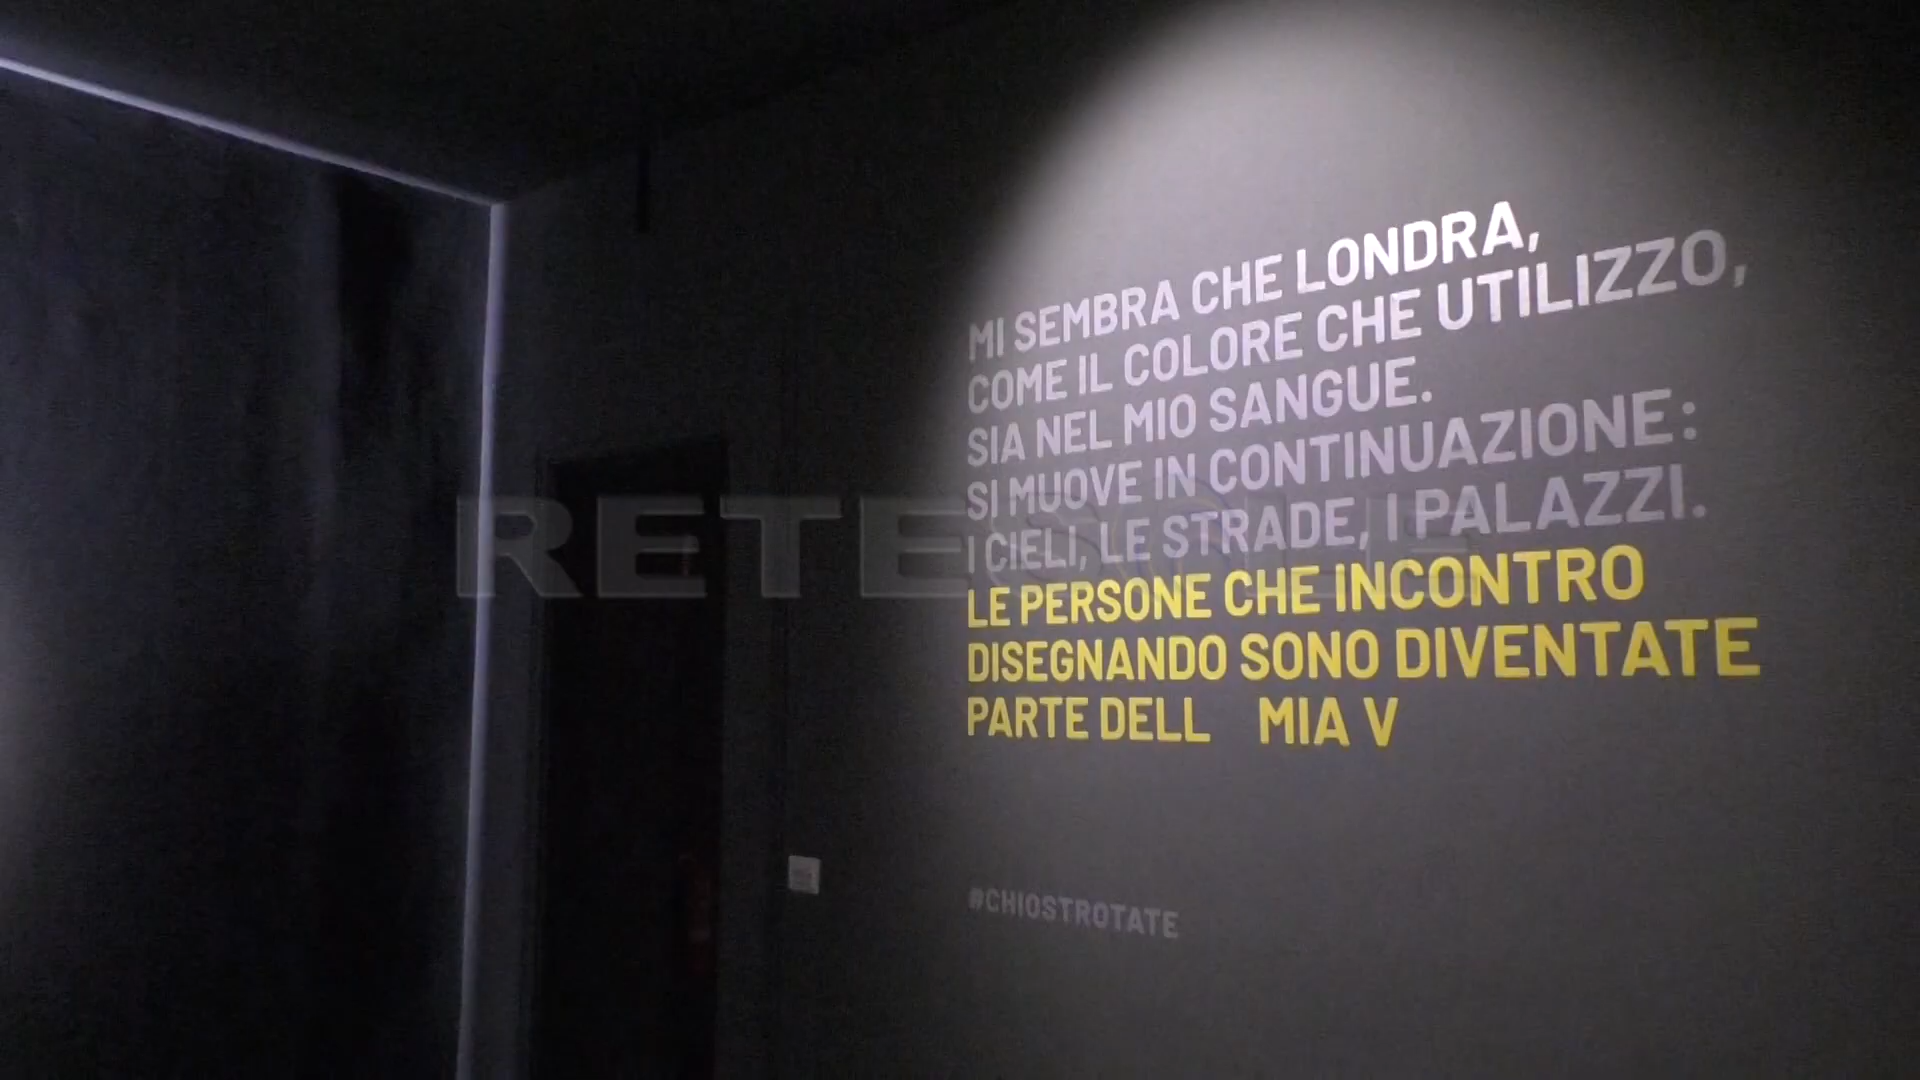 MI SEMBRA CHE LONDRA,
COME IL COLORE CHE UTILIZZO,
SIA NEL MIO SANGUE.
SI MUOVE IN CONTINUAZIONE:
I CIELI, LE STRADE, I PALAZZI.
LE PERSONE CHE INCONTRO
DISEGNANDO SONO DIVENTATE
PARTE DELL MIA V
#CHIOSTROTATE
RETESOLE